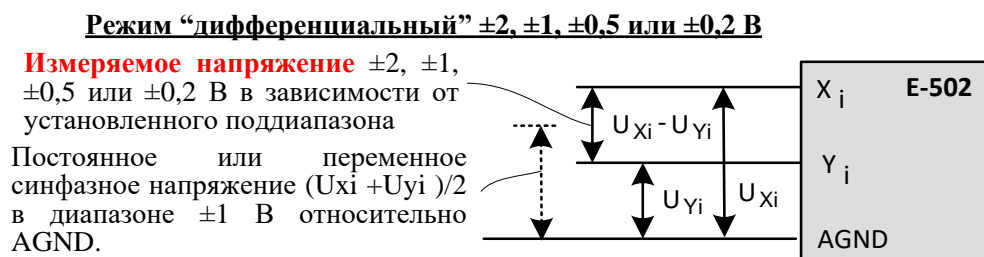 Режим “дифференциальный” ±2, ±1, ±0,5 или ±0,2 В
Измеряемое напряжение ±2, ±1,
±0,5 или ±0,2 В в зависимости от
установленного поддиапазона
Постоянное или переменное
синфазное напряжение (Uxi +Uyi )/2
в диапазоне ±1 В относительно
AGND.
U Xi - U Yi
U Yi
U Xi
X i
E-502
Y i
AGND